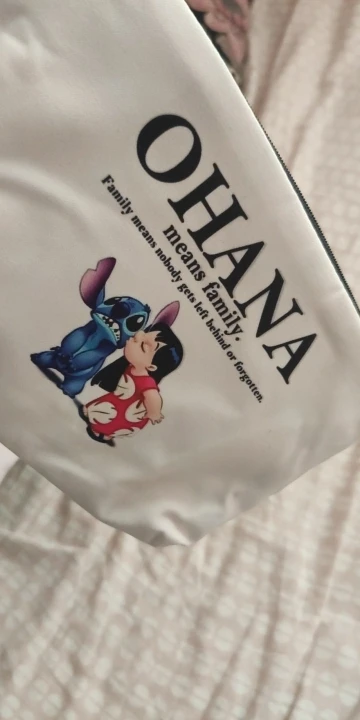 OHANA
means family.
Family means nobody gets left behind or forgotten.